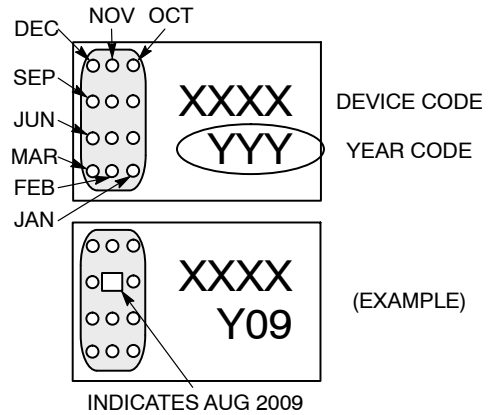 DEC NOV OCT
SEP
XXXX DEVICE CODE
JUN
YYY YEAR CODE
MAR
FEB
JAN
XXXX
(EXAMPLE)
Y09
INDICATES AUG 2009